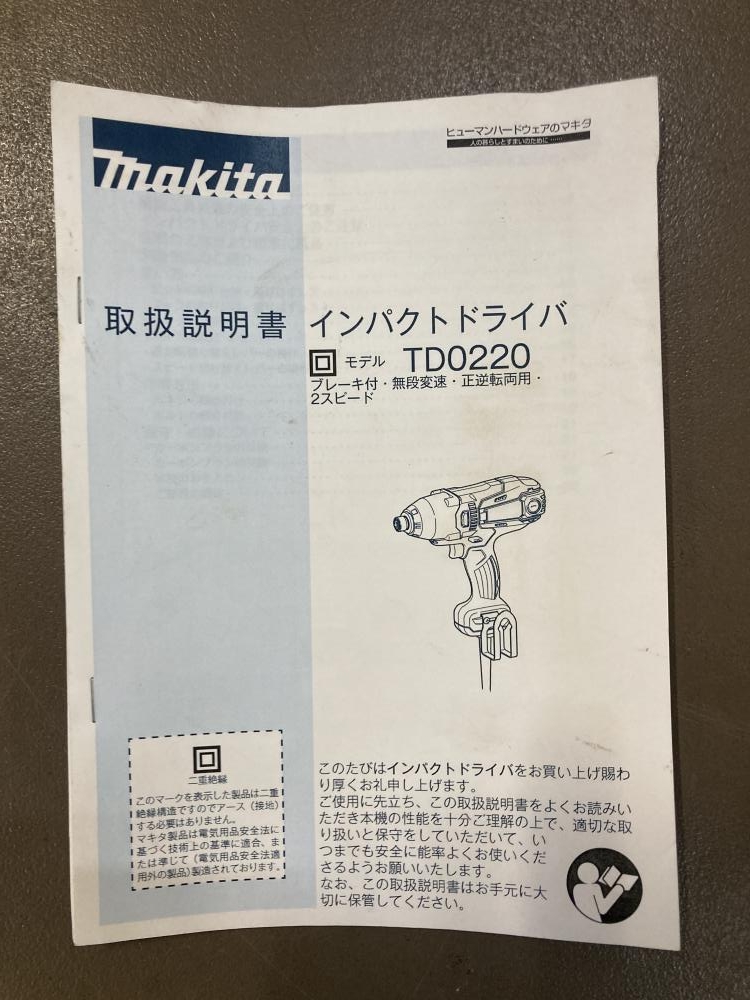 makita
ヒューマンハードウェアのマキタ
人の暮らしとすまいのために……
取扱説明書
インパクトドライバ
モデル TD0220
ブレーキ付・無段変速・正逆転両用・
2スピード
二重絶縁
このマークを表示した製品は二重
絶縁構造ですのでアース（接地）
する必要はありません。
マキタ製品は電気用品安全法に
基づく技術上の基準に適合、ま
たは準じて（電気用品安全法適
用外の製品）製造されております。
このたびはインパクトドライバをお買い上げ賜わ
り厚くお礼申し上げます。
ご使用に先立ち、この取扱説明書をよくお読みい
ただき本機の性能を十分ご理解の上で、適切な取
り扱いと保守をしていただいて、い
つまでも安全に能率よくお使いくだ
さるようお願いいたします。
なお、この取扱説明書はお手元に大
切に保管してください。